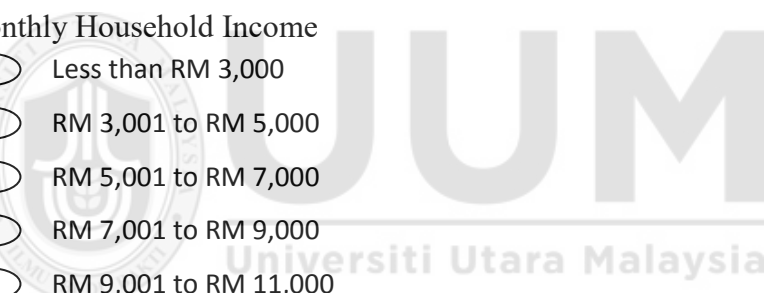 onthly Household Income
Less than RM 3,000
RM 3,001 to RM 5,000
RM 5,001 to RM 7,000
RM 7,001 to RM 9,000
RM 9,001 to RM 11,000
UUM
Universiti Utara Malaysia